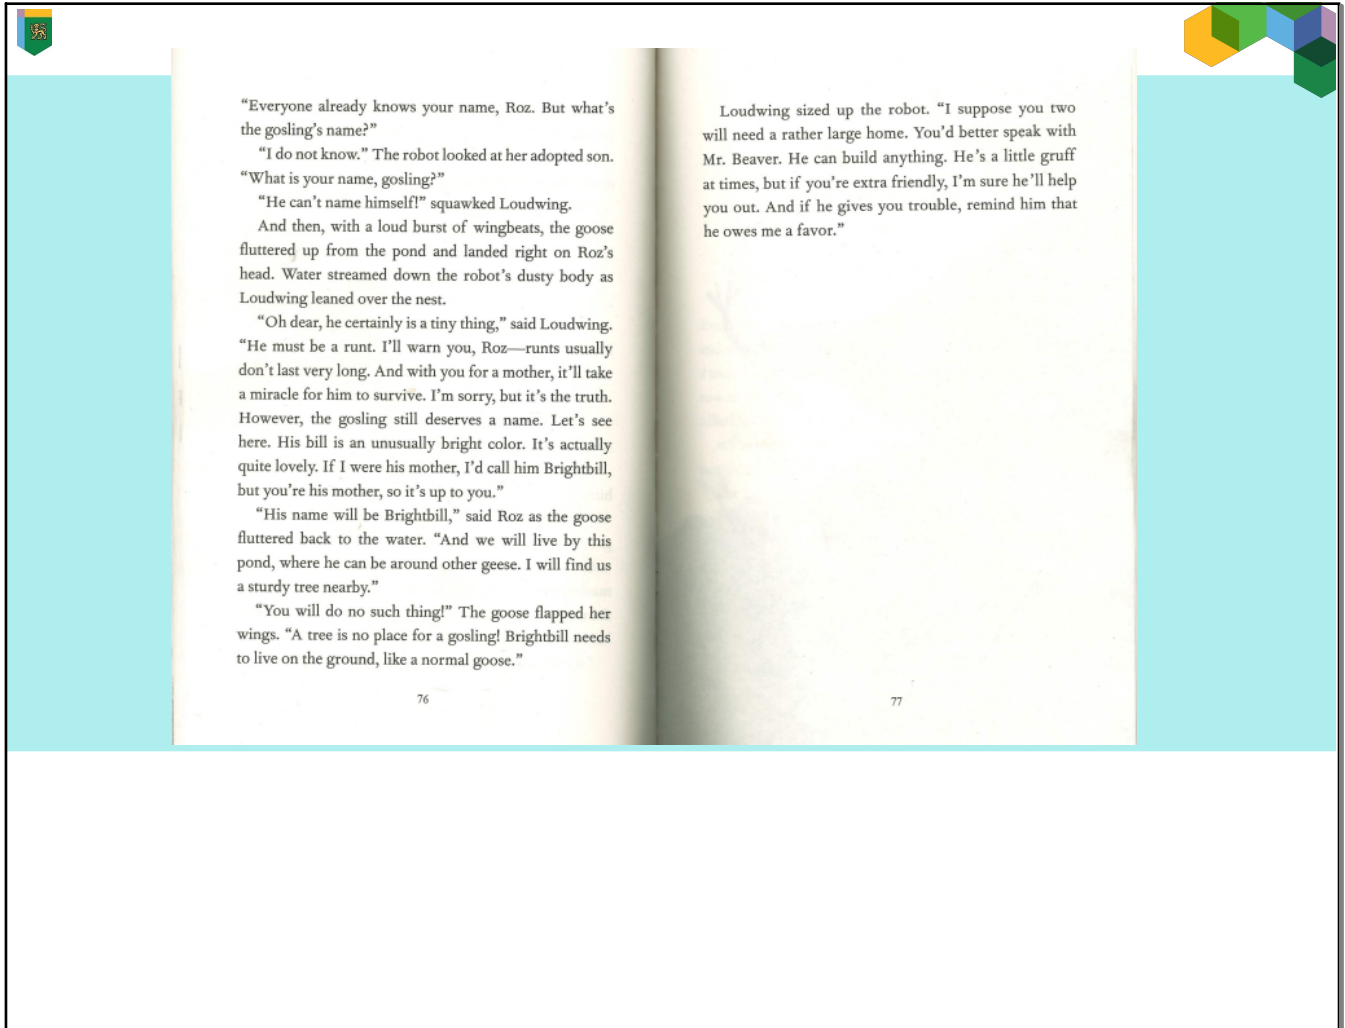 “Everyone already knows your name, Roz. But what’s
the gosling’s name?”
“I do not know.” The robot looked at her adopted son.
“What is your name, gosling?”
“He can’t name himself!” squawked Loudwing.
And then, with a loud burst of wingbeats, the goose
fluttered up from the pond and landed right on Roz’s
head. Water streamed down the robot’s dusty body as
Loudwing leaned over the nest.
“Oh dear, he certainly is a tiny thing,” said Loudwing.
“He must be a runt. I’ll warn you, Roz—runts usually
don’t last very long. And with you for a mother, it’ll take
a miracle for him to survive. I’m sorry, but it’s the truth.
However, the gosling still deserves a name. Let’s see
here. His bill is an unusually bright color. It’s actually
quite lovely. If I were his mother, I’d call him Brightbill,
but you’re his mother, so it’s up to you.”
“His name will be Brightbill,” said Roz as the goose
fluttered back to the water. “And we will live by this
pond, where he can be around other geese. I will find us
a sturdy tree nearby.”
“You will do no such thing!” The goose flapped her
wings. “A tree is no place for a gosling! Brightbill needs
to live on the ground, like a normal goose.”
76
Loudwing sized up the robot. “I suppose you two
will need a rather large home. You’d better speak with
Mr. Beaver. He can build anything. He’s a little gruff
at times, but if you’re extra friendly, I’m sure he’ll help
you out. And if he gives you trouble, remind him that
he owes me a favor.”
77